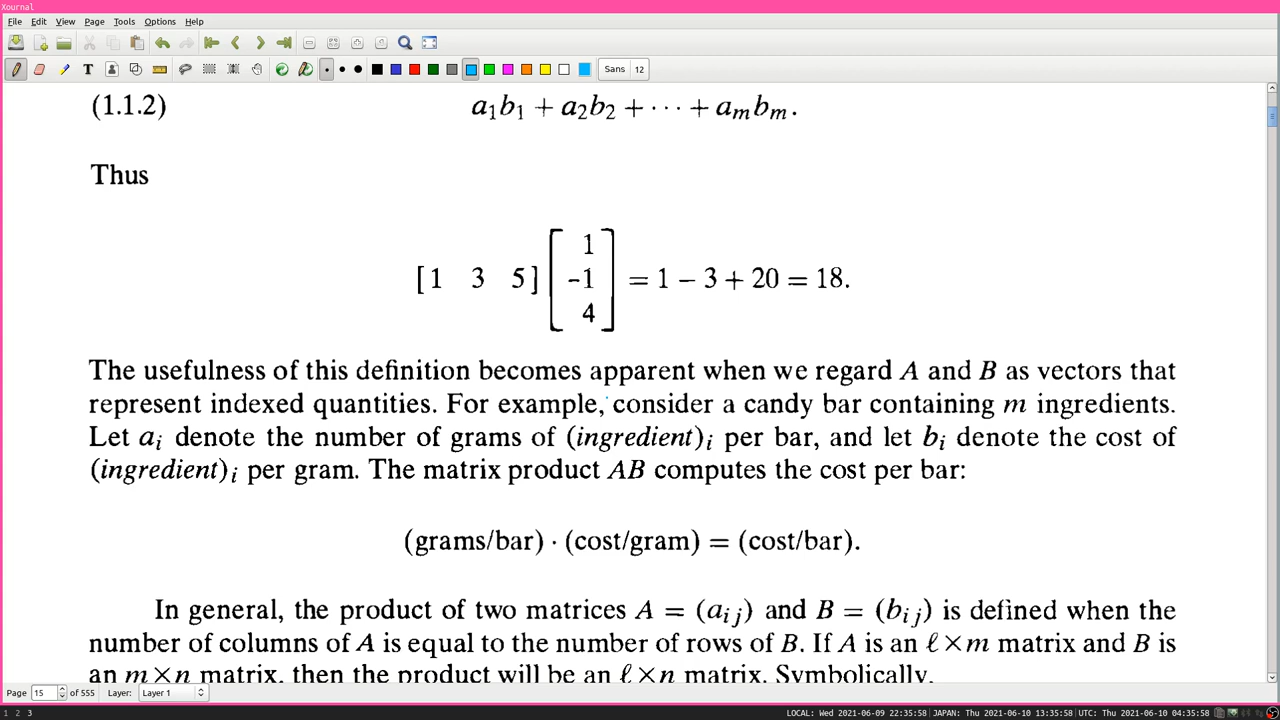 Xournal
File Edit View Page Tools Options Help
Sans 12
(1.1.2) a₁b₁ + a₂b₂ + ··· + aₘbₘ.
Thus
[1 3 5] [1 -1 4] = 1 − 3 + 20 = 18.
The usefulness of this definition becomes apparent when we regard A and B as vectors that
represent indexed quantities. For example, consider a candy bar containing m ingredients.
Let aᵢ denote the number of grams of (ingredient)ᵢ per bar, and let bᵢ denote the cost of
(ingredient)ᵢ per gram. The matrix product AB computes the cost per bar:
(grams/bar) · (cost/gram) = (cost/bar).
In general, the product of two matrices A = (aᵢⱼ) and B = (bᵢⱼ) is defined when the
number of columns of A is equal to the number of rows of B. If A is an ℓ×m matrix and B is
an m×n matrix, then the product will be an ℓ×n matrix. Symbolically,
Page 15 of 555 Layer: Layer 1
1 2 3 LOCAL: Wed 2021-06-09 22:35:58 | JAPAN: Thu 2021-06-10 13:35:58 | UTC: Thu 2021-06-10 04:35:58